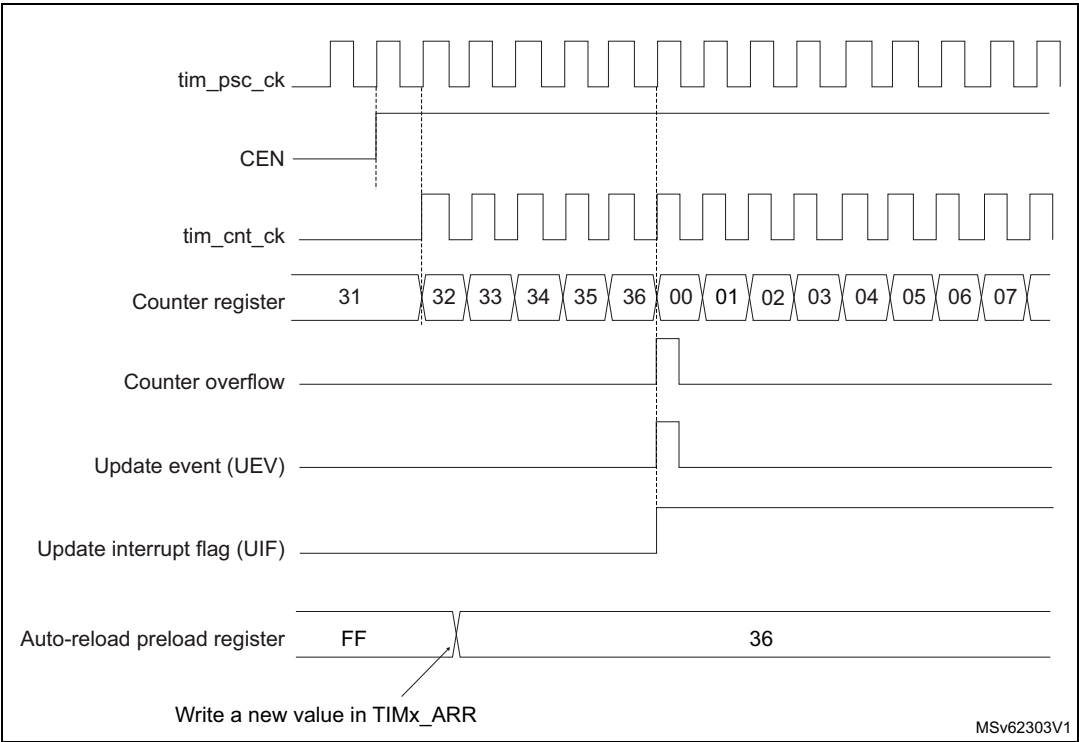 tim_psc_ck
CEN
tim_cnt_ck
Counter register 31 32 33 34 35 36 00 01 02 03 04 05 06 07
Counter overflow
Update event (UEV)
Update interrupt flag (UIF)
Auto-reload preload register FF 36
Write a new value in TIMx_ARR
MSv62303V1